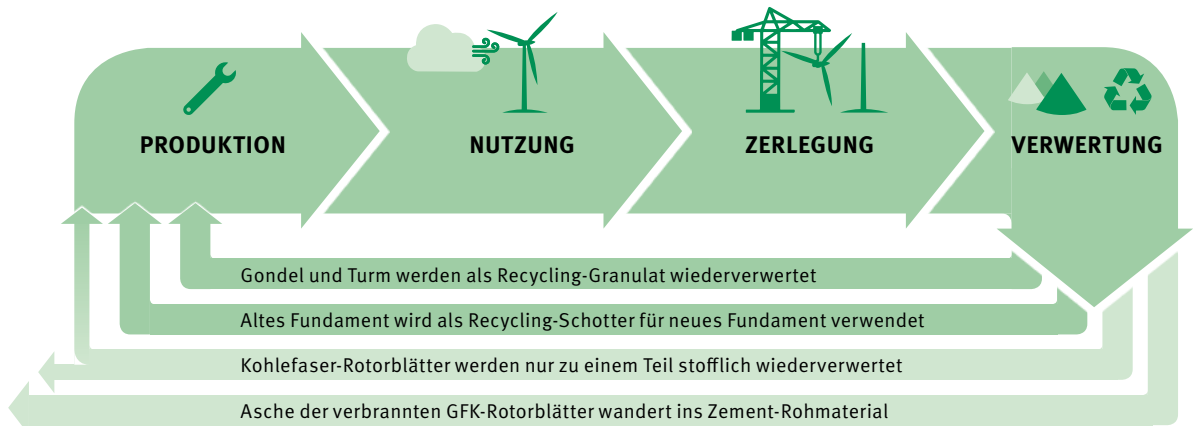 PRODUKTION
NUTZUNG
ZERLEGUNG
VERWERTUNG
Gondel und Turm werden als Recycling-Granulat wiederverwertet
Altes Fundament wird als Recycling-Schotter für neues Fundament verwendet
Kohlefaser-Rotorblätter werden nur zu einem Teil stofflich wiederverwertet
Asche der verbrannten GFK-Rotorblätter wandert ins Zement-Rohmaterial